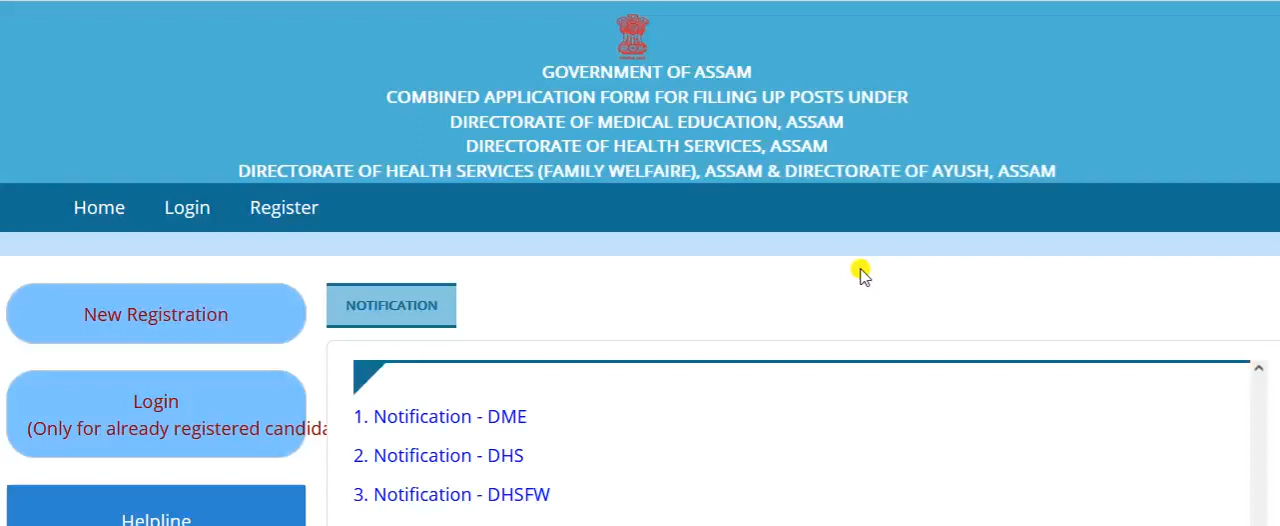 GOVERNMENT OF ASSAM
COMBINED APPLICATION FORM FOR FILLING UP POSTS UNDER
DIRECTORATE OF MEDICAL EDUCATION, ASSAM
DIRECTORATE OF HEALTH SERVICES, ASSAM
DIRECTORATE OF HEALTH SERVICES (FAMILY WELFAIRE), ASSAM & DIRECTORATE OF AYUSH, ASSAM
Home Login Register
New Registration
Login
(Only for already registered candida
Helpline
NOTIFICATION
1. Notification - DME
2. Notification - DHS
3. Notification - DHSFW